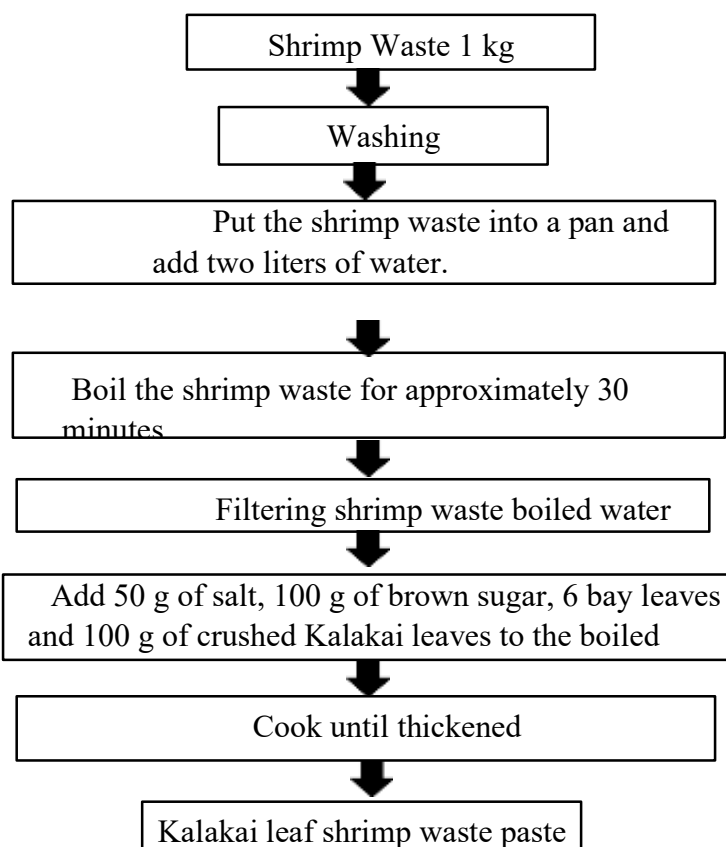 Shrimp Waste 1 kg
Washing
Put the shrimp waste into a pan and
add two liters of water.
Boil the shrimp waste for approximately 30
minutes
Filtering shrimp waste boiled water
Add 50 g of salt, 100 g of brown sugar, 6 bay leaves
and 100 g of crushed Kalakai leaves to the boiled
Cook until thickened
Kalakai leaf shrimp waste paste